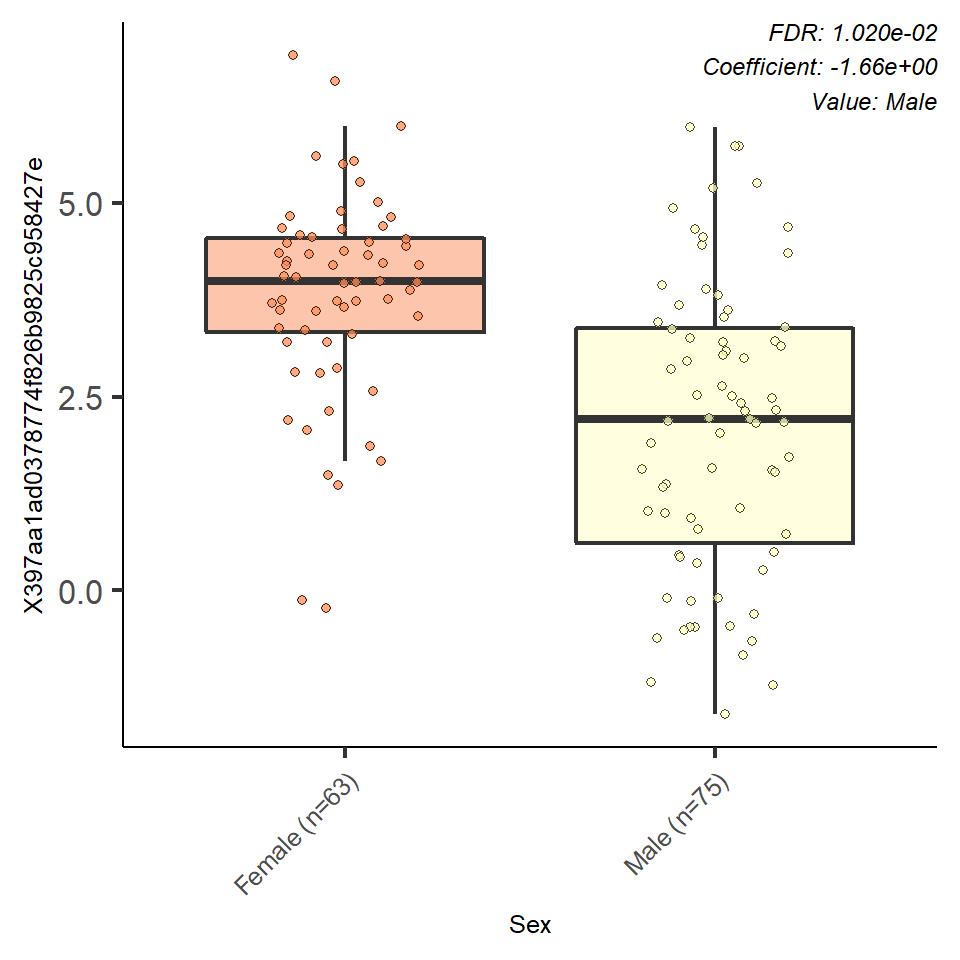 FDR: 1.020e-02
Coefficient: -1.66e+00
Value: Male
X397aa1ad0378774f826b9825c958427e
5.0
2.5
0.0
Female (n=63)
Male (n=75)
Sex